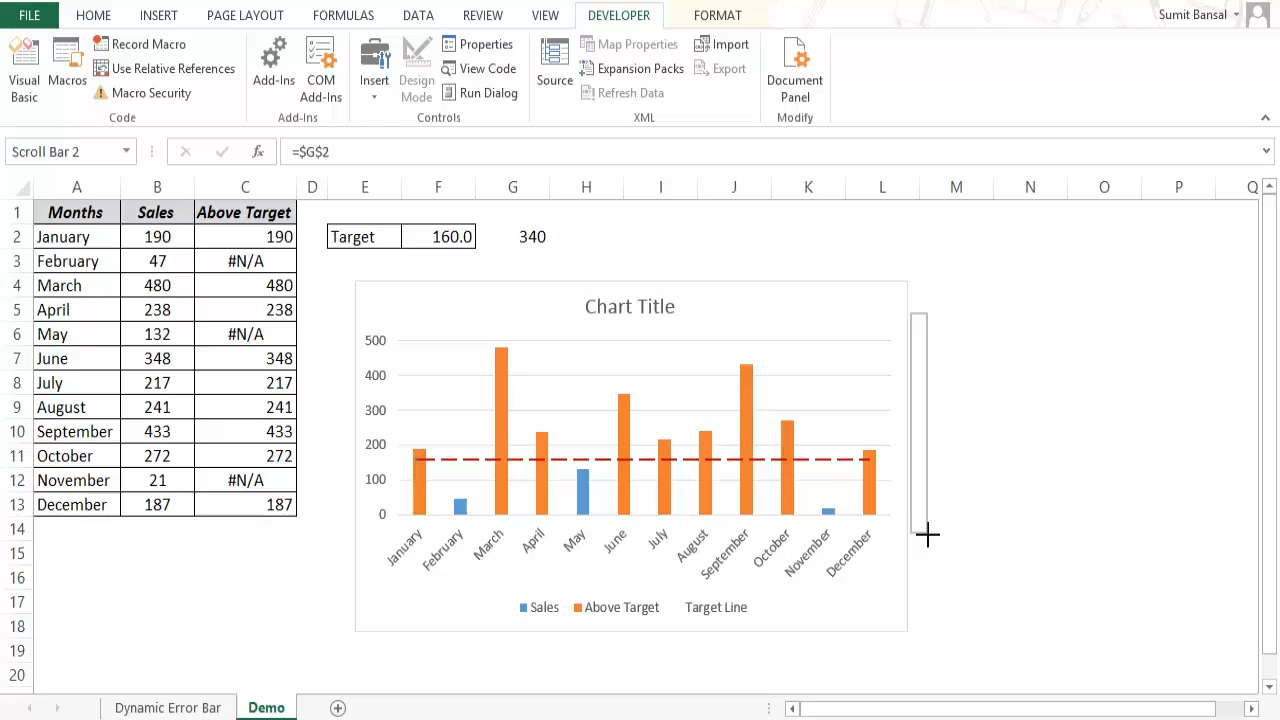 FILE HOME INSERT PAGE LAYOUT FORMULAS DATA REVIEW VIEW DEVELOPER FORMAT Sumit Bansal
Visual Basic
Macros
Record Macro
Use Relative References
Macro Security
Code
Add-Ins
COM Add-Ins
Add-Ins
Insert
Design Mode
Properties
View Code
Run Dialog
Controls
Source
Map Properties
Expansion Packs
Refresh Data
Import
Export
XML
Document Panel
Modify
Scroll Bar 2 fx =$G$2
A B C D E F G H I J K L M N O P Q
1 Months Sales Above Target
2 January 190 190 Target 160.0 340
3 February 47 #N/A
4 March 480 480
5 April 238 238
6 May 132 #N/A
7 June 348 348
8 July 217 217
9 August 241 241
10 September 433 433
11 October 272 272
12 November 21 #N/A
13 December 187 187
14
15
16
17
18
19
20
Chart Title
500
400
300
200
100
0
January February March April May June July August September October November December
Sales Above Target Target Line
Dynamic Error Bar Demo